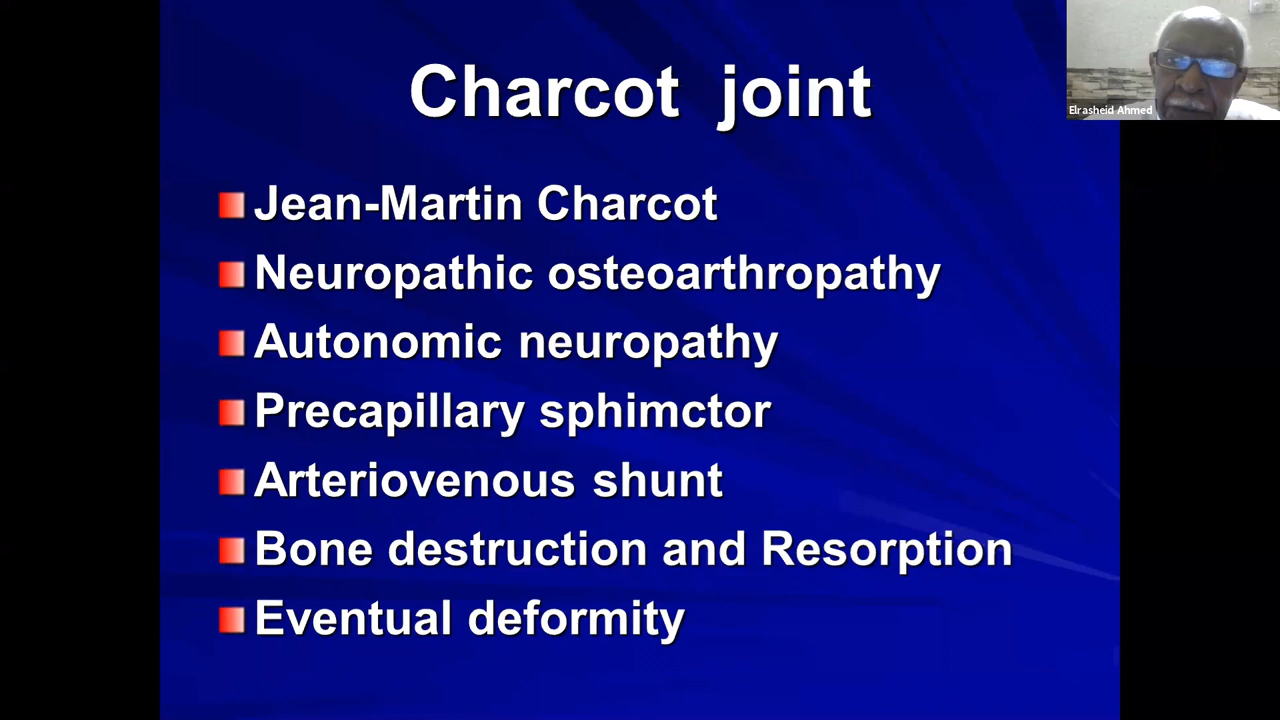 Charcot joint
Elrasheid Ahmed
Jean-Martin Charcot
Neuropathic osteoarthropathy
Autonomic neuropathy
Precapillary sphimctor
Arteriovenous shunt
Bone destruction and Resorption
Eventual deformity